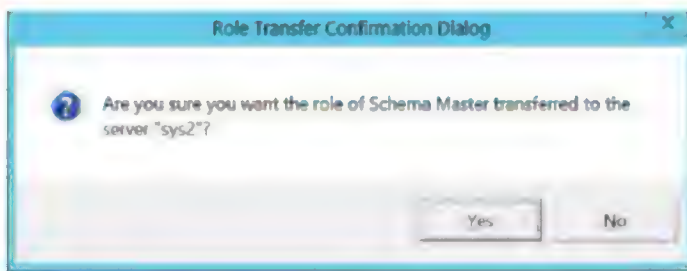 Role Transfer Confirmation Dialog
Are you sure you want the role of Schema Master transferred to the
server "sys2"?
Yes
No